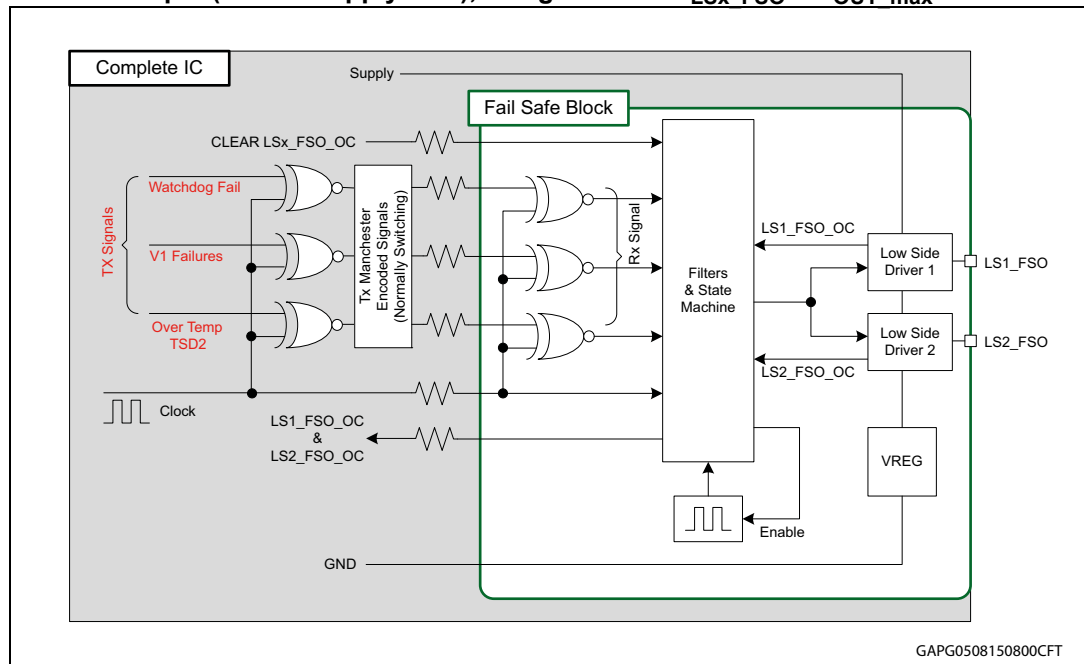 LSx_FSO
OUT_max
Complete IC
Supply
Fail Safe Block
CLEAR LSx_FSO_OC
Watchdog Fail
TX Signals
V1 Failures
Over Temp
TSD2
Tx Manchester
Encoded Signals
(Normally Switching)
Rx Signal
Filters
& State
Machine
LS1_FSO_OC
Low Side
Driver 1
LS1_FSO
Low Side
Driver 2
LS2_FSO
LS2_FSO_OC
Clock
LS1_FSO_OC
&
LS2_FSO_OC
VREG
Enable
GND
GAPG0508150800CFT